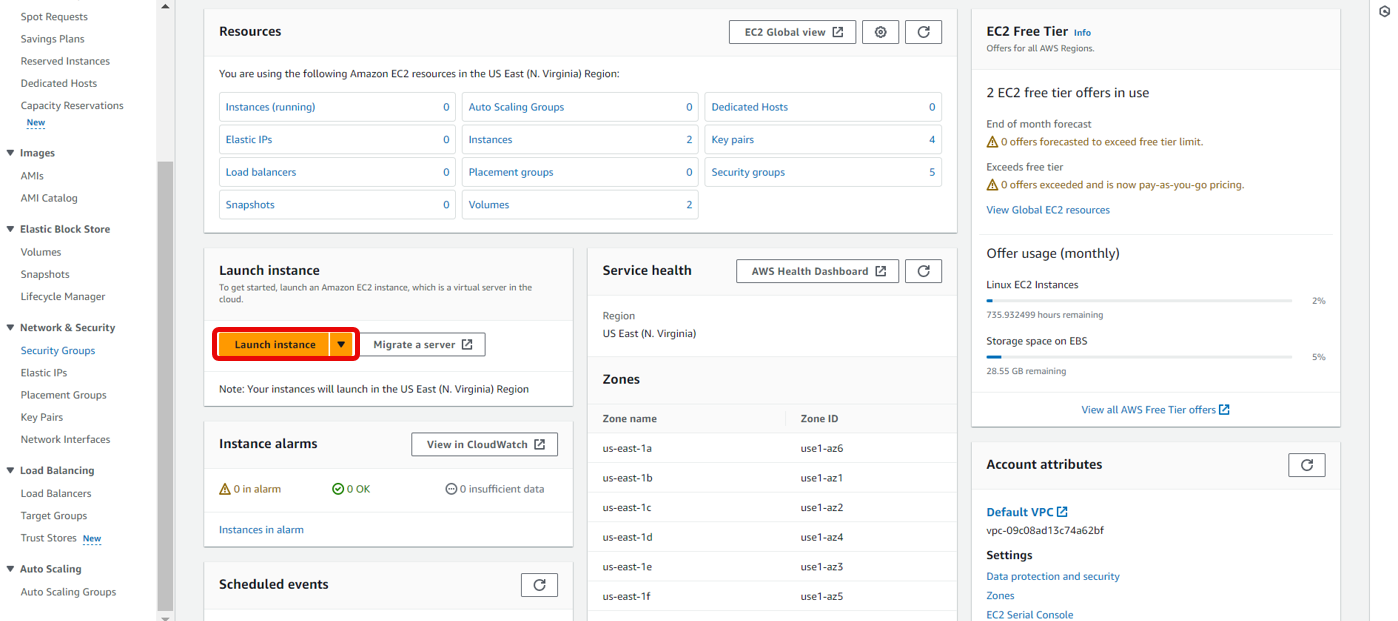 Spot Requests
Savings Plans
Reserved Instances
Dedicated Hosts
Capacity Reservations
New
Images
AMIs
AMI Catalog
Elastic Block Store
Volumes
Snapshots
Lifecycle Manager
Network & Security
Security Groups
Elastic IPs
Placement Groups
Key Pairs
Network Interfaces
Load Balancing
Load Balancers
Target Groups
Trust Stores New
Auto Scaling
Auto Scaling Groups
Resources
EC2 Global view
You are using the following Amazon EC2 resources in the US East (N. Virginia) Region:
Instances (running) 0
Auto Scaling Groups 0
Dedicated Hosts 0
Elastic IPs 0
Instances 2
Key pairs 4
Load balancers 0
Placement groups 0
Security groups 5
Snapshots 0
Volumes 2
Launch instance
To get started, launch an Amazon EC2 instance, which is a virtual server in the
cloud.
Launch instance
Migrate a server
Note: Your instances will launch in the US East (N. Virginia) Region
Instance alarms
View in CloudWatch
0 in alarm
0 OK
0 insufficient data
Instances in alarm
Scheduled events
Service health
AWS Health Dashboard
Region
US East (N. Virginia)
Zones
Zone name Zone ID
us-east-1a use1-az6
us-east-1b use1-az1
us-east-1c use1-az2
us-east-1d use1-az4
us-east-1e use1-az3
us-east-1f use1-az5
EC2 Free Tier Info
Offers for all AWS Regions.
2 EC2 free tier offers in use
End of month forecast
0 offers forecasted to exceed free tier limit.
Exceeds free tier
0 offers exceeded and is now pay-as-you-go pricing.
View Global EC2 resources
Offer usage (monthly)
Linux EC2 Instances
2%
735.932499 hours remaining
Storage space on EBS
5%
28.55 GB remaining
View all AWS Free Tier offers
Account attributes
Default VPC
vpc-09c08ad13c74a62bf
Settings
Data protection and security
Zones
EC2 Serial Console